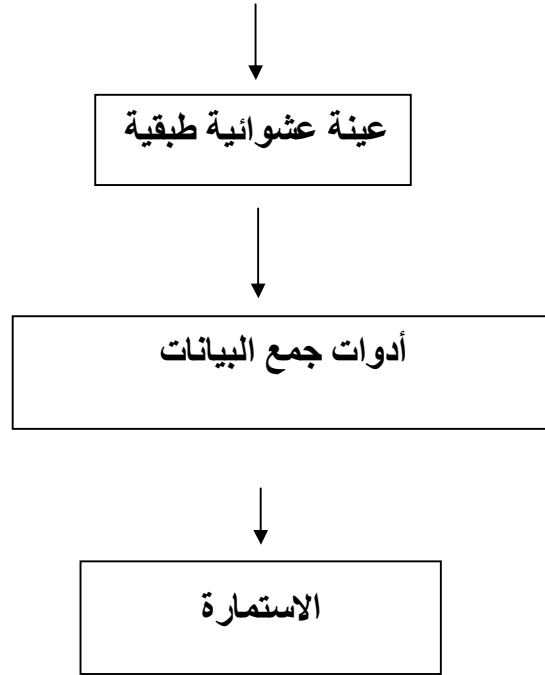 عينة عشوائية طبقية
أدوات جمع البيانات
الاستمارة